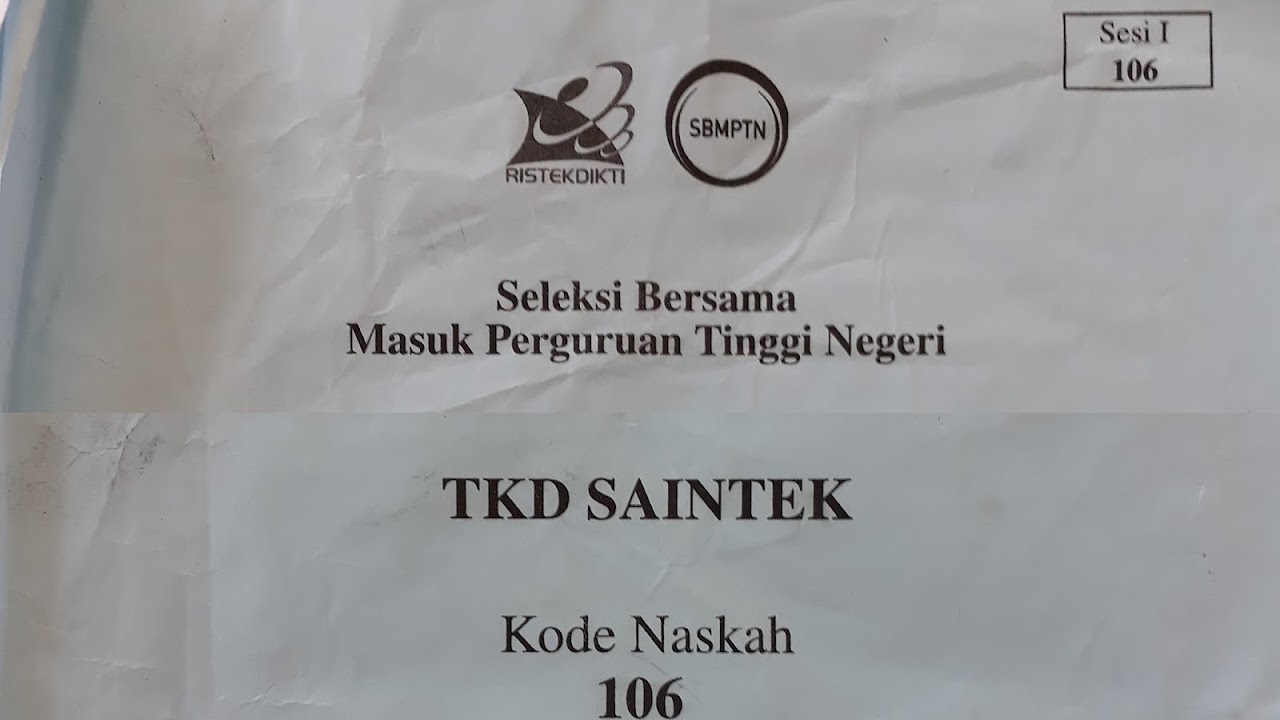 Sesi I
106
RISTEKDIKTI
SBMPTN
Seleksi Bersama
Masuk Perguruan Tinggi Negeri
TKD SAINTEK
Kode Naskah
106